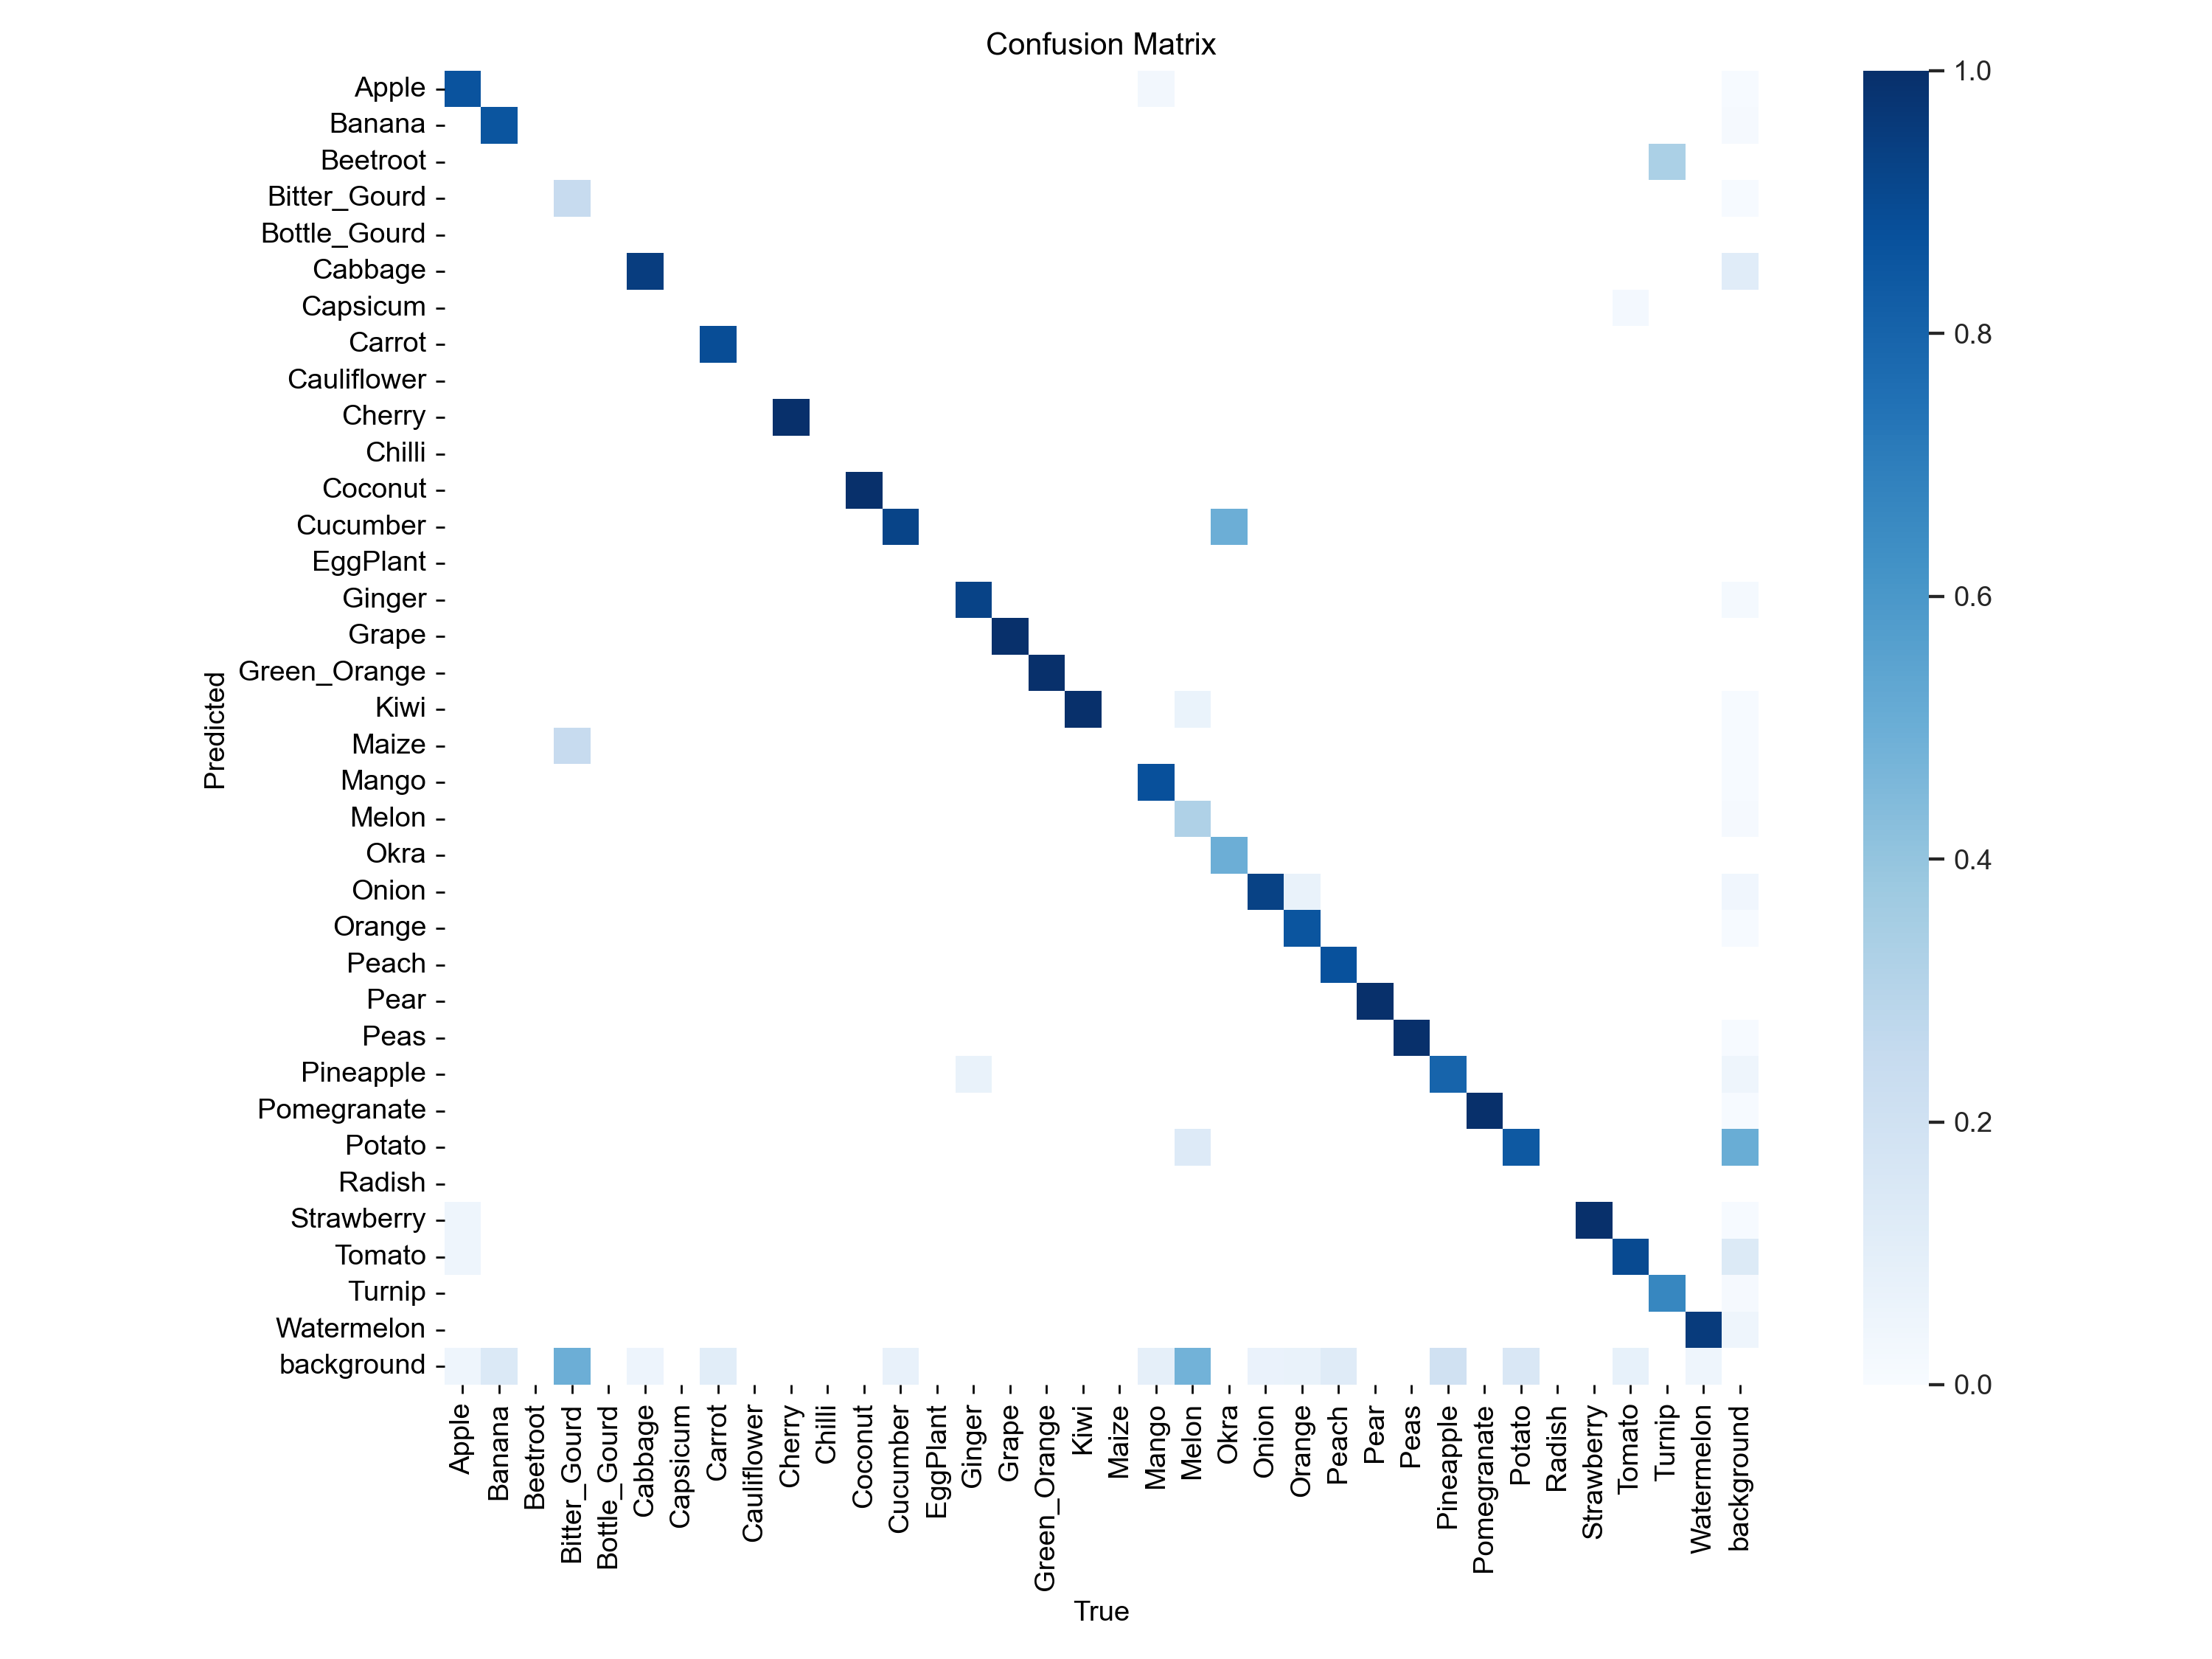 Confusion Matrix
Predicted
Apple
Banana
Beetroot
Bitter_Gourd
Bottle_Gourd
Cabbage
Capsicum
Carrot
Cauliflower
Cherry
Chilli
Coconut
Cucumber
EggPlant
Ginger
Grape
Green_Orange
Kiwi
Maize
Mango
Melon
Okra
Onion
Orange
Peach
Pear
Peas
Pineapple
Pomegranate
Potato
Radish
Strawberry
Tomato
Turnip
Watermelon
background
Apple
Banana
Beetroot
Bitter_Gourd
Bottle_Gourd
Cabbage
Capsicum
Carrot
Cauliflower
Cherry
Chilli
Coconut
Cucumber
EggPlant
Ginger
Grape
Green_Orange
Kiwi
Maize
Mango
Melon
Okra
Onion
Orange
Peach
Pear
Peas
Pineapple
Pomegranate
Potato
Radish
Strawberry
Tomato
Turnip
Watermelon
background
True
1.0
0.8
0.6
0.4
0.2
0.0